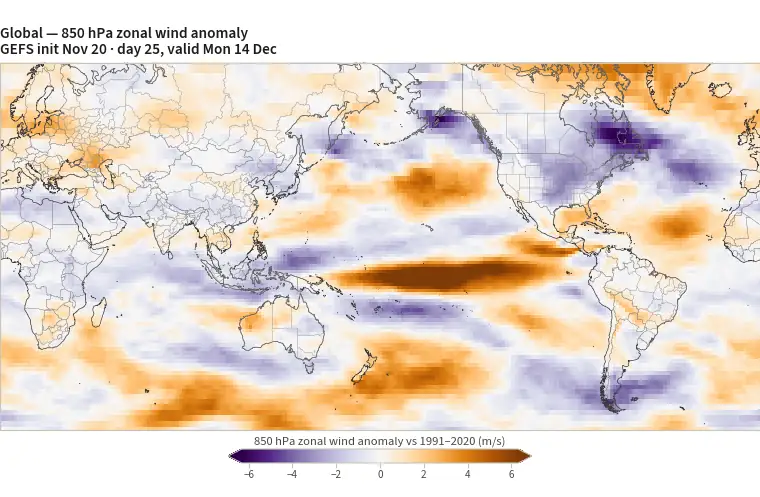 Global — 850 hPa zonal wind anomaly
GEFS init Nov 20 · day 25, valid Mon 14 Dec
850 hPa zonal wind anomaly vs 1991–2020 (m/s)
−6 −4 −2 0 2 4 6